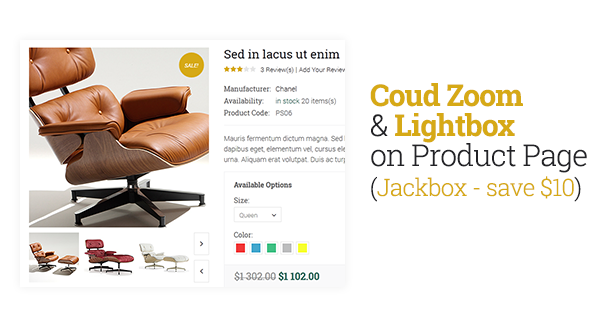 SALE!
Sed in lacus ut enim
3 Review(s) | Add Your Review
Manufacturer: Chanel
Availability: in stock 20 items(s)
Product Code: PS06
Mauris fermentum dictum magna. Sed l
dapibus eget, elementum vel, cursus ele
urna. Aliquam erat volutpat. Duis ac turp
Available Options
Size:
Queen
Color:
$1 302.00 $1 102.00
Coud Zoom
& Lightbox
on Product Page
(Jackbox - save $10)